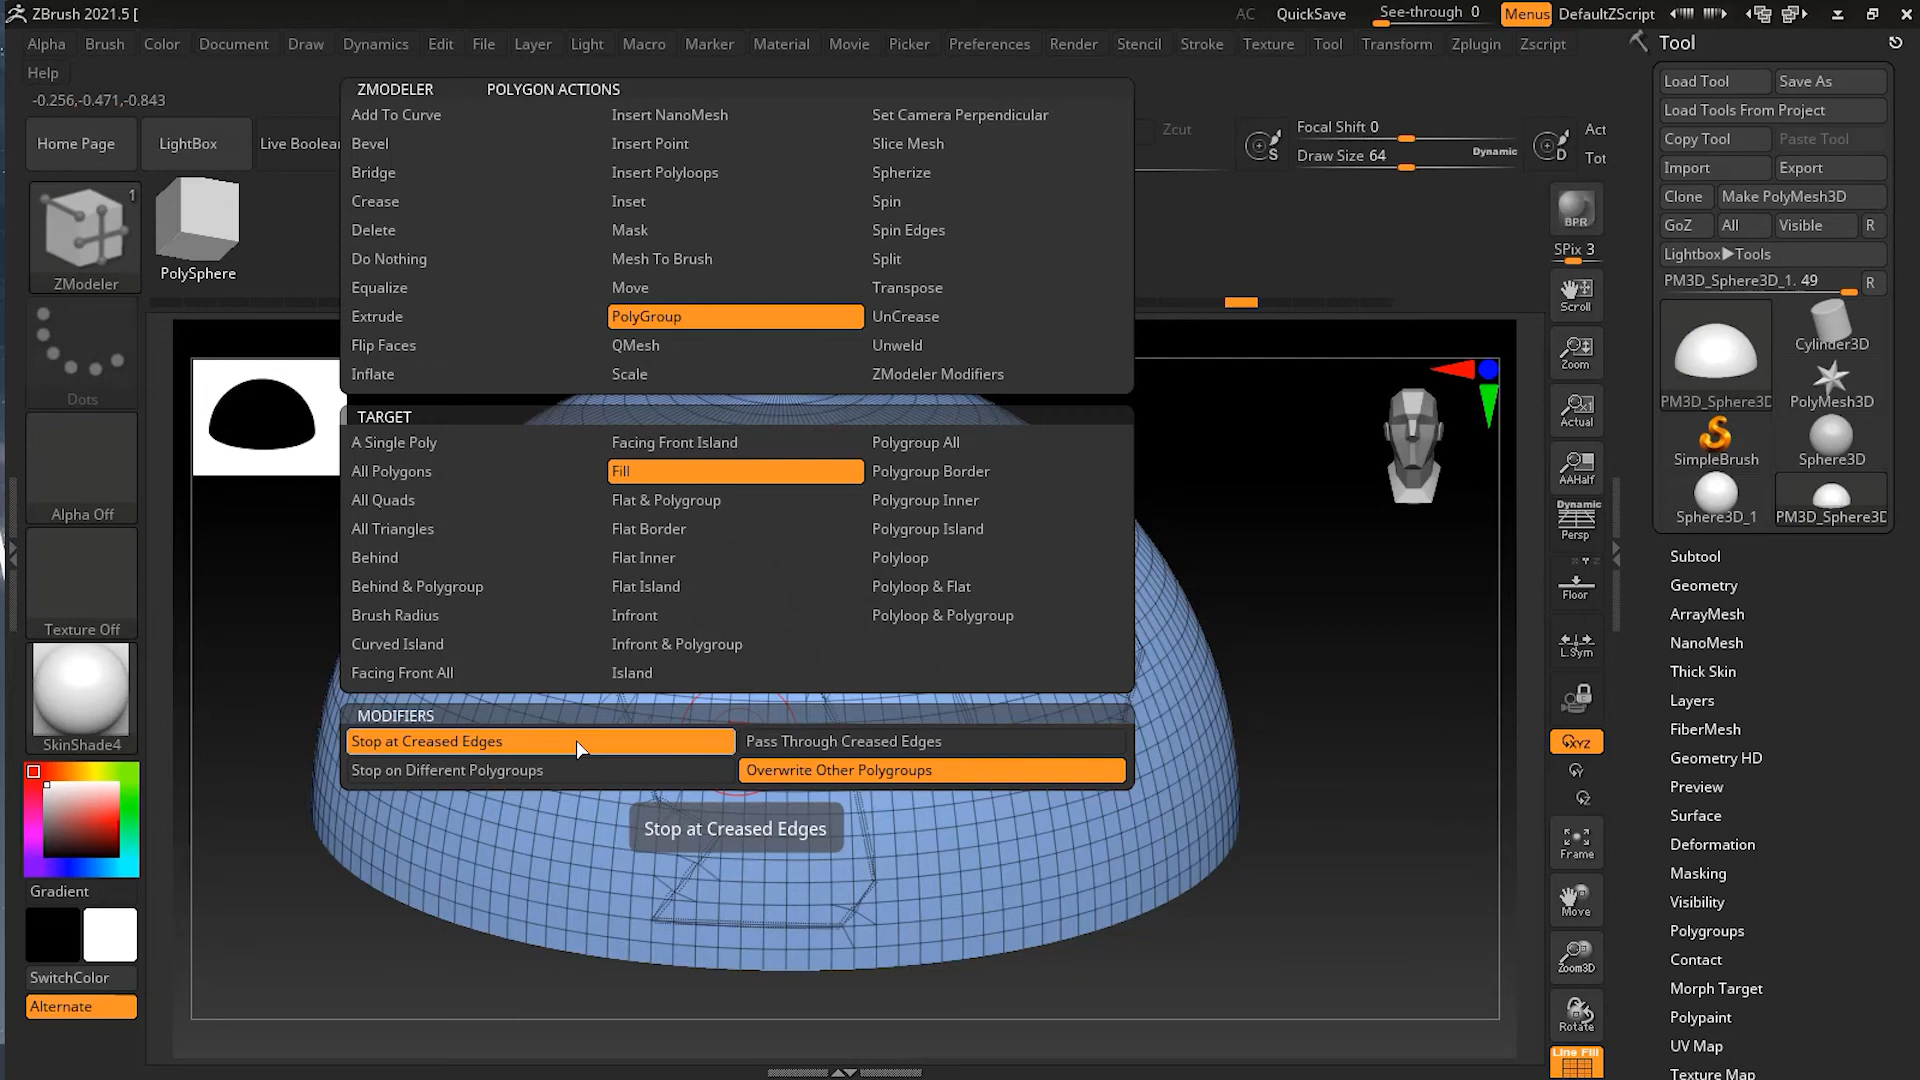 ZBrush 2021.5 [
AC QuickSave See-through 0 Menus DefaultZScript
Alpha Brush Color Document Draw Dynamics Edit File Layer Light Macro Marker Material Movie Picker Preferences Render Stencil Stroke Texture Tool Transform Zplugin Zscript
Help
-0.256,-0.471,-0.843
Home Page LightBox Live Boolean
ZModeler 1
PolySphere
Dots
Alpha Off
Texture Off
SkinShade4
Gradient
SwitchColor
Alternate
ZMODELER POLYGON ACTIONS
Add To Curve Insert NanoMesh Set Camera Perpendicular
Bevel Insert Point Slice Mesh
Bridge Insert Polyloops Spherize
Crease Inset Spin
Delete Mask Spin Edges
Do Nothing Mesh To Brush Split
Equalize Move Transpose
Extrude PolyGroup UnCrease
Flip Faces QMesh Unweld
Inflate Scale ZModeler Modifiers
TARGET
A Single Poly Facing Front Island Polygroup All
All Polygons Fill Polygroup Border
All Quads Flat & Polygroup Polygroup Inner
All Triangles Flat Border Polygroup Island
Behind Flat Inner Polyloop
Behind & Polygroup Flat Island Polyloop & Flat
Brush Radius Infront Polyloop & Polygroup
Curved Island Infront & Polygroup
Facing Front All Island
MODIFIERS
Stop at Creased Edges Pass Through Creased Edges
Stop on Different Polygroups Overwrite Other Polygroups
Stop at Creased Edges
Zcut
S
Focal Shift 0
Draw Size 64 Dynamic
D
Act
Tot
BPR
SPix 3
Scroll
Zoom
Actual
AAHalf
Dynamic
Persp
Floor
L.Sym
XYZ
Frame
Move
Zoom3D
Rotate
Line Fill
Tool
Load Tool Save As
Load Tools From Project
Copy Tool Paste Tool
Import Export
Clone Make PolyMesh3D
GoZ All Visible R
Lightbox▶Tools
PM3D_Sphere3D_1. 49 R
PM3D_Sphere3D Cylinder3D
PolyMesh3D
SimpleBrush Sphere3D
Sphere3D_1 PM3D_Sphere3D
Subtool
Geometry
ArrayMesh
NanoMesh
Thick Skin
Layers
FiberMesh
Geometry HD
Preview
Surface
Deformation
Masking
Visibility
Polygroups
Contact
Morph Target
Polypaint
UV Map
Texture Map